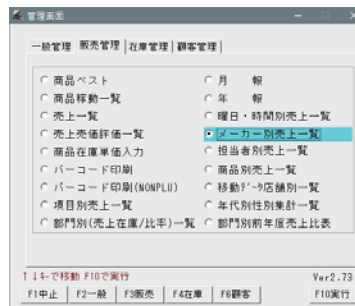 管理画面
一般管理 販売管理 在庫管理 顧客管理
商品ベスト
商品移動一覧
売上一覧
売上売価評価一覧
商品在庫単価入力
バーコード印刷
バーコード印刷(NONPLU)
項目別売上一覧
部門別(売上在庫/比率)一覧
月 報
年 報
曜日・時間別売上一覧
メーカー別売上一覧
担当者別売上一覧
商品別売上一覧
移動データ店舗別一覧
年代別性別集計一覧
部門別前年度売上比表
↑↓キーで移動 F10で実行
Ver2.73
F1中止 F2一般 F3販売 F4在庫 F6顧客 F10実行